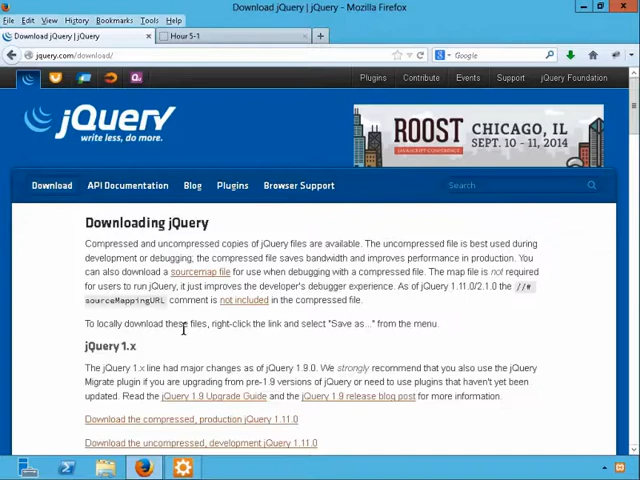 Download jQuery | jQuery - Mozilla Firefox
File Edit View History Bookmarks Tools Help
Download jQuery | jQuery
Hour 5-1
jquery.com/download/
Google
Plugins Contribute Events Support jQuery Foundation
jQuery
write less, do more.
ROOST CHICAGO, IL
JAVASCRIPT CONFERENCE SEPT. 10-11, 2014
Download API Documentation Blog Plugins Browser Support Search
Downloading jQuery
Compressed and uncompressed copies of jQuery files are available. The uncompressed file is best used during
development or debugging; the compressed file saves bandwidth and improves performance in production. You
can also download a sourcemap file for use when debugging with a compressed file. The map file is not required
for users to run jQuery, it just improves the developer's debugger experience. As of jQuery 1.11.0/2.1.0 the //#
sourceMappingURL comment is not included in the compressed file.
To locally download these files, right-click the link and select "Save as..." from the menu.
jQuery 1.x
The jQuery 1.x line had major changes as of jQuery 1.9.0. We strongly recommend that you also use the jQuery
Migrate plugin if you are upgrading from pre-1.9 versions of jQuery or need to use plugins that haven't yet been
updated. Read the jQuery 1.9 Upgrade Guide and the jQuery 1.9 release blog post for more information.
Download the compressed, production jQuery 1.11.0
Download the uncompressed, development jQuery 1.11.0